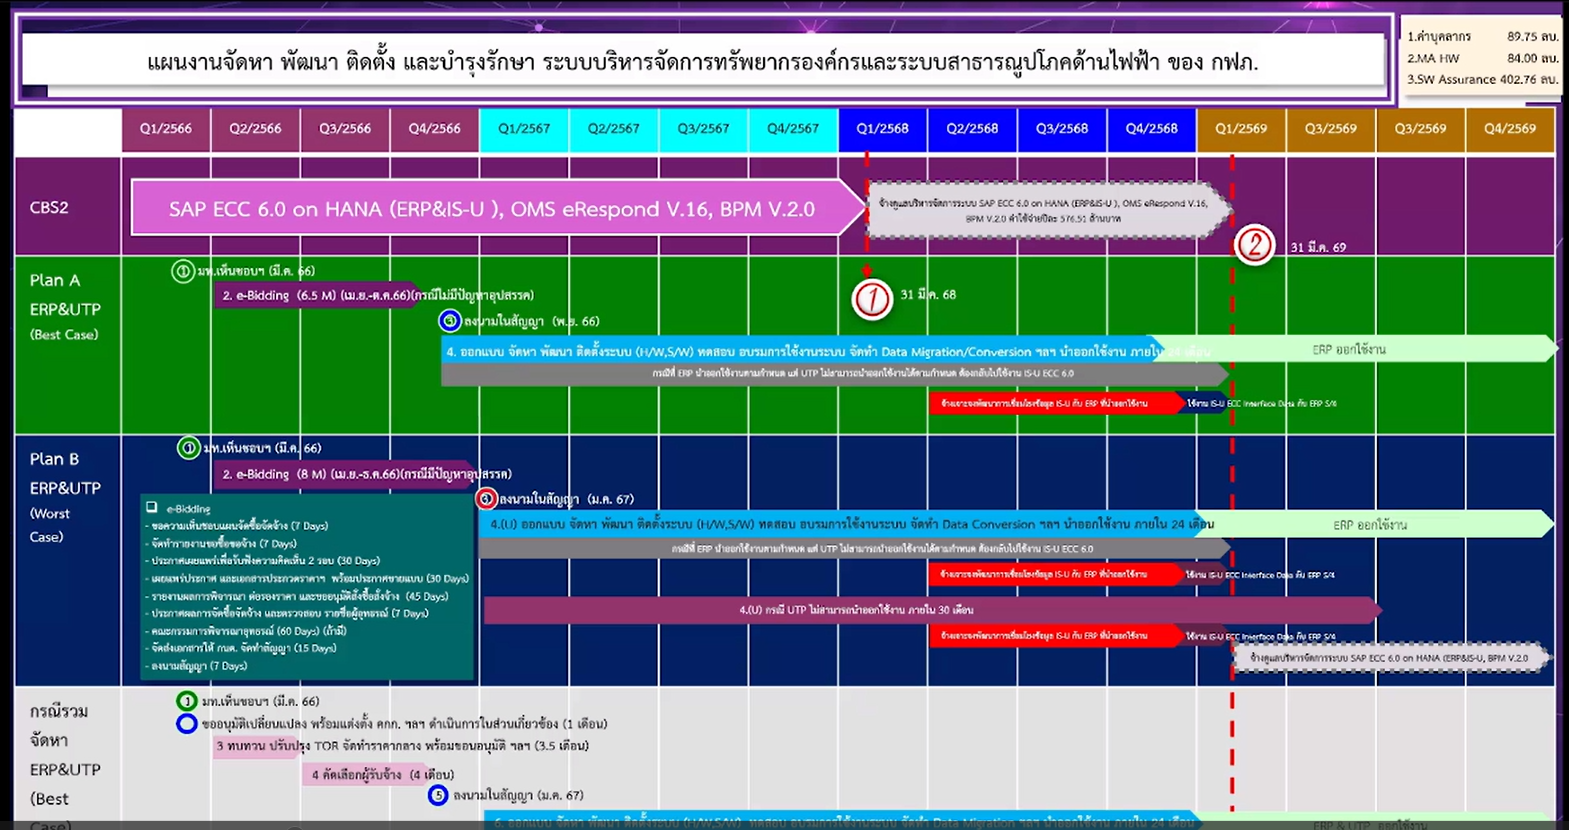 แผนงานจัดหา พัฒนา ติดตั้ง และบำรุงรักษา ระบบบริหารจัดการทรัพยากรองค์กรและระบบสาธารณูปโภคด้านไฟฟ้า ของ กฟภ.
1.ค่าบุคลากร 89.75 ลบ.
2.MA HW 84.00 ลบ.
3.SW Assurance 402.76 ลบ.
Q1/2566 Q2/2566 Q3/2566 Q4/2566 Q1/2567 Q2/2567 Q3/2567 Q4/2567 Q1/2568 Q2/2568 Q3/2568 Q4/2568 Q1/2569 Q3/2569 Q3/2569 Q4/2569
CBS2
SAP ECC 6.0 on HANA (ERP&IS-U ), OMS eRespond V.16, BPM V.2.0
จ้างดูแลบริหารจัดการระบบ SAP ECC 6.0 on HANA (ERP&IS-U ), OMS eRespond V.16,
BPM V.2.0 ค่าใช้จ่ายปีละ 576.51 ล้านบาท
2
31 มี.ค. 69
Plan A
ERP&UTP
(Best Case)
1 มท.เห็นชอบฯ (มี.ค. 66)
2. e-Bidding (6.5 M) (เม.ย.-ต.ค.66)(กรณีไม่มีปัญหาอุปสรรค)
1
31 มี.ค. 68
3 ลงนามในสัญญา (พ.ย. 66)
4. ออกแบบ จัดหา พัฒนา ติดตั้งระบบ (H/W,S/W) ทดสอบ อบรมการใช้งานระบบ จัดทำ Data Migration/Conversion ฯลฯ นำออกใช้งาน ภายใน 24 เดือน
ERP ออกใช้งาน
กรณีที่ ERP นำออกใช้งานตามกำหนด แต่ UTP ไม่สามารถนำออกใช้งานได้ตามกำหนด ต้องกลับไปใช้งาน IS-U ECC 6.0
จ้างเฉพาะเจาะจงพัฒนาการเชื่อมโยงข้อมูล IS-U กับ ERP ที่นำออกใช้งาน
ใช้งาน IS-U ECC Interface Data กับ ERP S/4
Plan B
ERP&UTP
(Worst
Case)
1 มท.เห็นชอบฯ (มี.ค. 66)
2. e-Bidding (8 M) (เม.ย.-ธ.ค.66)(กรณีมีปัญหาอุปสรรค)
3 ลงนามในสัญญา (ม.ค. 67)
e-Bidding
- ขอความเห็นชอบแผนจัดซื้อจัดจ้าง (7 Days)
- จัดทำรายงานขอซื้อขอจ้าง (7 Days)
- ประกาศเผยแพร่เพื่อรับฟังความคิดเห็น 2 รอบ (30 Days)
- เผยแพร่ประกาศ และเอกสารประกวดราคาฯ พร้อมประกาศขายแบบ (30 Days)
- รายงานผลการพิจารณา ต่อรองราคา และขออนุมัติสั่งซื้อสั่งจ้าง (45 Days)
- ประกาศผลการจัดซื้อจัดจ้าง และตรวจสอบ รายชื่อผู้อุทธรณ์ (7 Days)
- คณะกรรมการพิจารณาอุทธรณ์ (60 Days) (ถ้ามี)
- จัดส่งเอกสารให้ กนต. จัดทำสัญญา (15 Days)
- ลงนามสัญญา (7 Days)
4.(U) ออกแบบ จัดหา พัฒนา ติดตั้งระบบ (H/W,S/W) ทดสอบ อบรมการใช้งานระบบ จัดทำ Data Conversion ฯลฯ นำออกใช้งาน ภายใน 24 เดือน
ERP ออกใช้งาน
กรณีที่ ERP นำออกใช้งานตามกำหนด แต่ UTP ไม่สามารถนำออกใช้งานได้ตามกำหนด ต้องกลับไปใช้งาน IS-U ECC 6.0
จ้างเฉพาะเจาะจงพัฒนาการเชื่อมโยงข้อมูล IS-U กับ ERP ที่นำออกใช้งาน
ใช้งาน IS-U ECC Interface Data กับ ERP S/4
4.(U) กรณี UTP ไม่สามารถนำออกใช้งาน ภายใน 30 เดือน
จ้างเฉพาะเจาะจงพัฒนาการเชื่อมโยงข้อมูล IS-U กับ ERP ที่นำออกใช้งาน
ใช้งาน IS-U ECC Interface Data กับ ERP S/4
จ้างดูแลบริหารจัดการระบบ SAP ECC 6.0 on HANA (ERP&IS-U, BPM V.2.0
กรณีรวม
จัดหา
ERP&UTP
(Best
Case)
1 มท.เห็นชอบฯ (มี.ค. 66)
ขออนุมัติเปลี่ยนแปลง พร้อมแต่งตั้ง คกก. ฯลฯ ดำเนินการในส่วนเกี่ยวข้อง (1 เดือน)
3 ทบทวน ปรับปรุง TOR จัดทำราคากลาง พร้อมขออนุมัติ ฯลฯ (3.5 เดือน)
4 คัดเลือกผู้รับจ้าง (4 เดือน)
5 ลงนามในสัญญา (ม.ค. 67)
6. ออกแบบ จัดหา พัฒนา ติดตั้งระบบ (H/W,S/W) ทดสอบ อบรมการใช้งานระบบ จัดทำ Data Migration ฯลฯ นำออกใช้งาน ภายใน 24 เดือน
ERP & UTP ออกใช้งาน